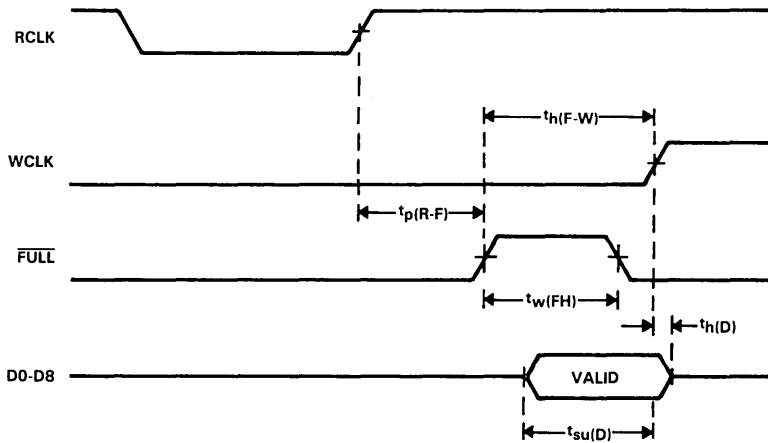 RCLK
th(F-W)
WCLK
tp(R-F)
FULL
tw(FH)
th(D)
D0-D8
VALID
tsu(D)